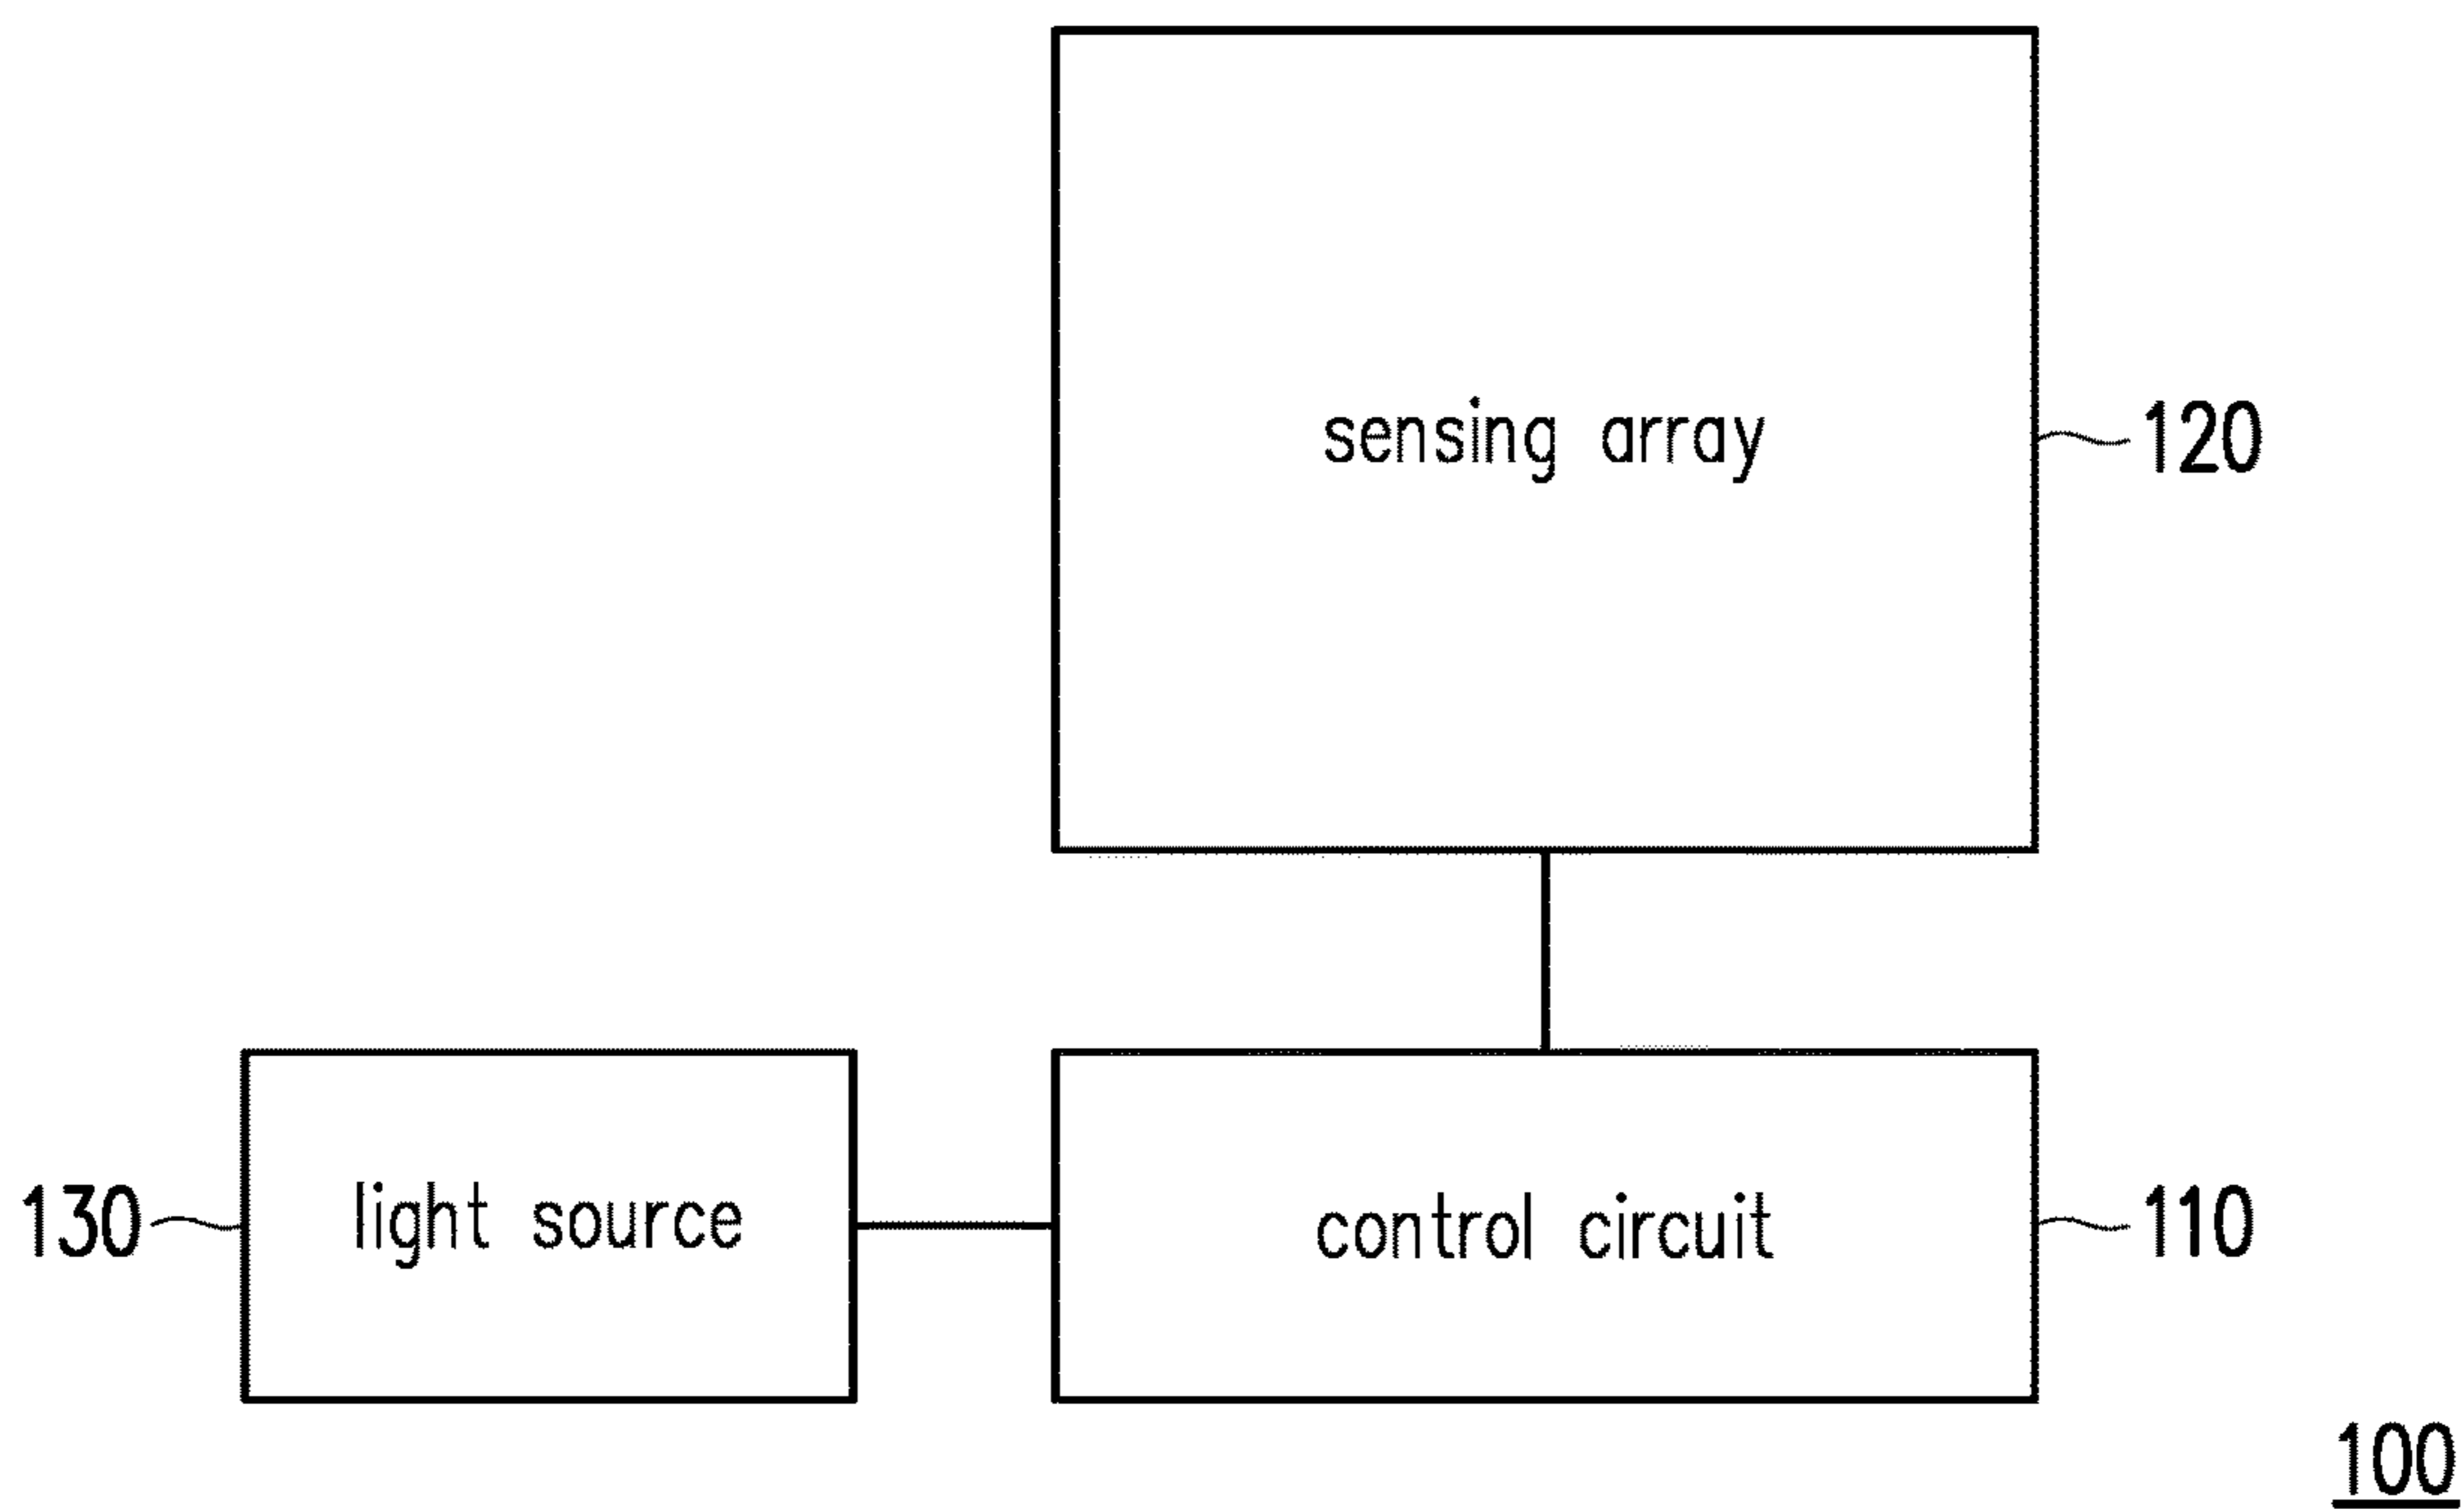 sensing array
120
130
light source
control circuit
110
100